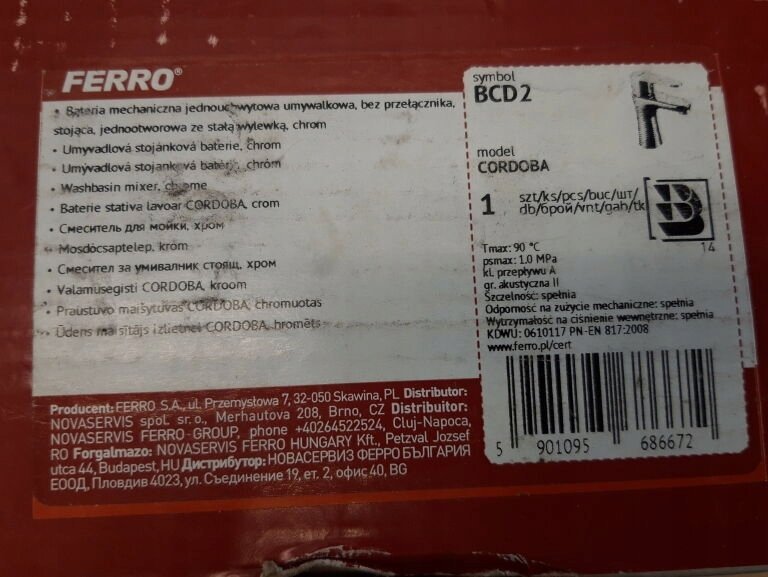 FERRO®
• Bateria mechaniczna jednouchwytowa umywalkowa, bez przełącznika,
stojąca, jednootworowa ze stałą wylewką, chrom
• Umyvadlová stojánková baterie, chrom
• Umývadlová stojanková batéria, chróm
• Washbasin mixer, chrome
• Baterie stativa lavoar CORDOBA, crom
• Смеситель для мойки, хром
• Mosdócsaptelep, króm
• Смесител за умивалник стоящ, хром
• Valamusegisti CORDOBA, kroom
• Praustuvo maišytuvas CORDOBA, chromuotas
• Ūdens maisītājs izlietnei CORDOBA, hromēts
symbol
BCD2
model
CORDOBA
1 szt/ks/pcs/buc/шт/
db/брой/vnt/gab/tk
B
14
Tmax: 90 °C
psmax: 1.0 MPa
kl. przepływu A
gr. akustyczna II
Szczelność: spełnia
Odporność na zużycie mechaniczne: spełnia
Wytrzymałość na ciśnienie wewnętrzne: spełnia
KDWU: 0610117 PN-EN 817:2008
www.ferro.pl/cert
5 901095 686672
Producent: FERRO S.A., ul. Przemysłowa 7, 32-050 Skawina, PL Distributor:
NOVASERVIS spol. sr. o., Merhautova 208, Brno, CZ Distribuitor:
NOVASERVIS FERRO-GROUP, phone +40264522524, Cluj-Napoca,
RO Forgalmazo: NOVASERVIS FERRO HUNGARY Kft., Petzval Jozsef
utca 44, Budapest, HU Дистрибутор: НОВАСЕРВИЗ ФЕРРО БЪЛГАРИЯ
ЕООД, Пловдив 4023, ул. Съединение 19, ет. 2, офис 40, BG